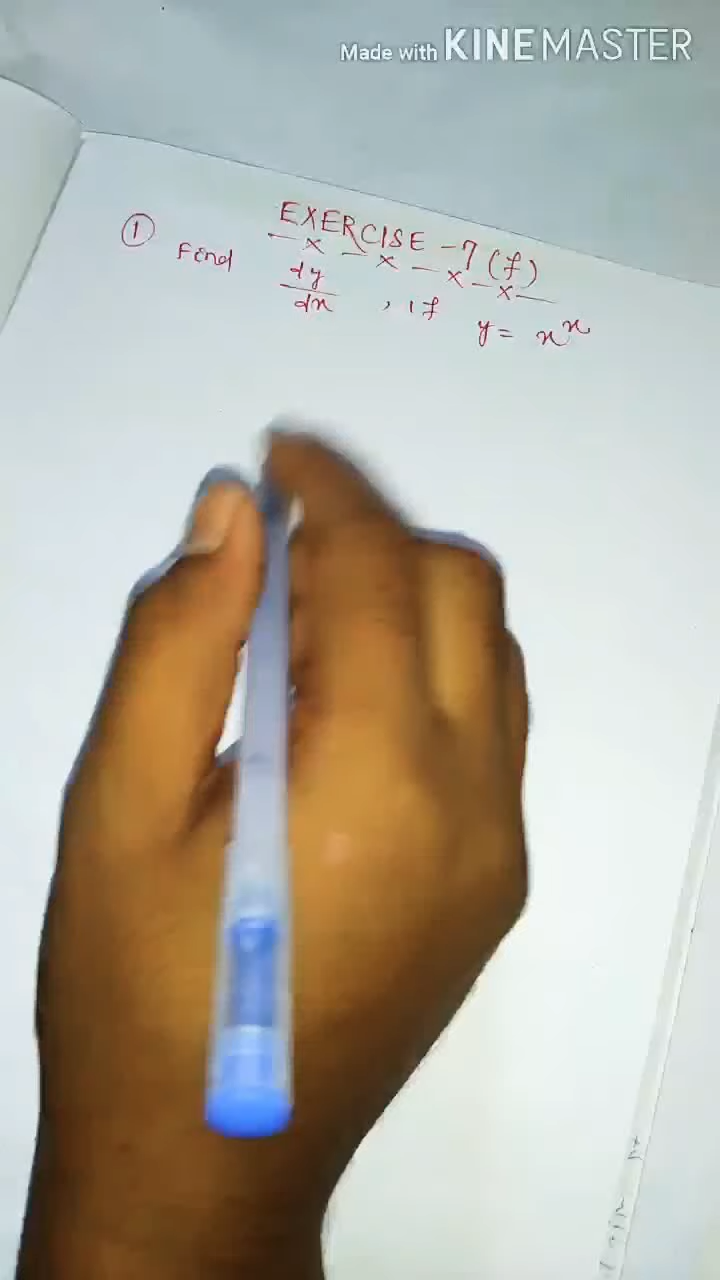 Made with KINEMASTER
EXERCISE - 7(f)
① Find dy/dx , if y = x^x